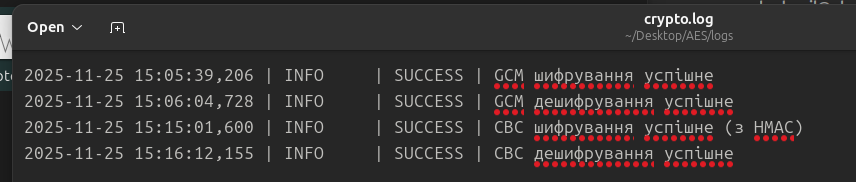 Open
crypto.log
~/Desktop/AES/logs
2025-11-25 15:05:39,206 | INFO     | SUCCESS | GCM шифрування успішне
2025-11-25 15:06:04,728 | INFO     | SUCCESS | GCM дешифрування успішне
2025-11-25 15:15:01,600 | INFO     | SUCCESS | CBC шифрування успішне (з HMAC)
2025-11-25 15:16:12,155 | INFO     | SUCCESS | CBC дешифрування успішне